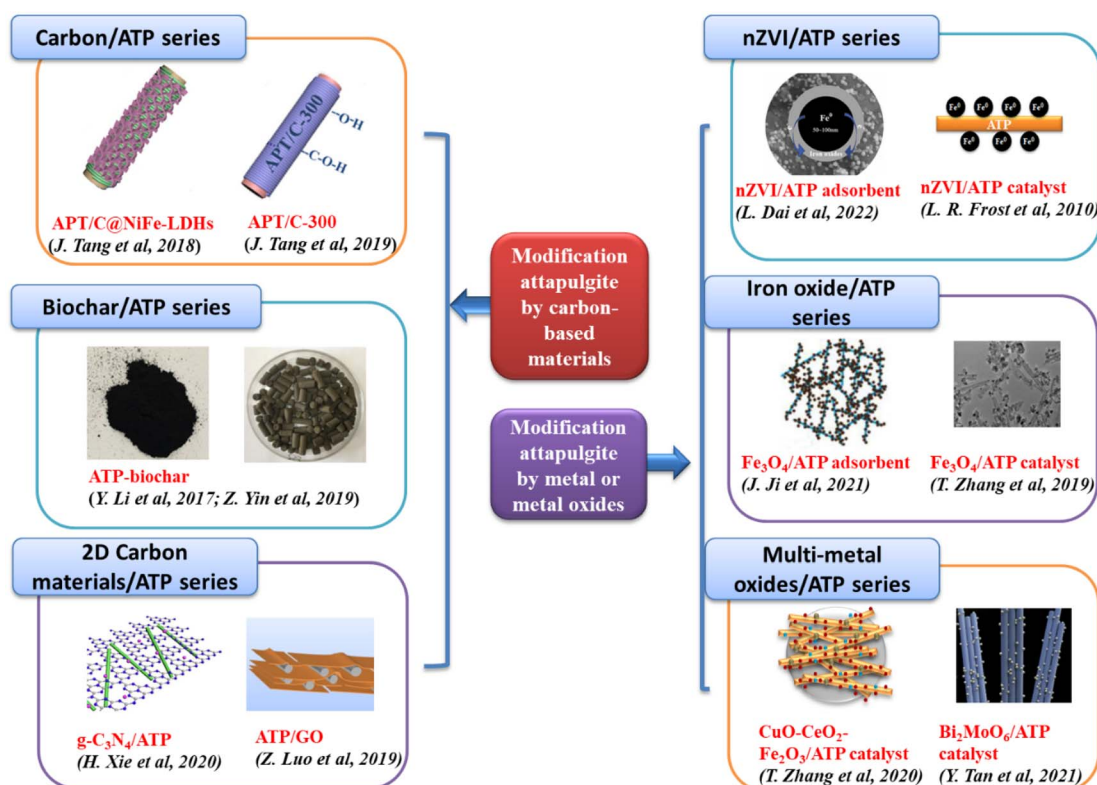 Carbon/ATP series
APT/C-300
-O-H
-C-O-H
APT/C@NiFe-LDHs
(J. Tang et al, 2018)
APT/C-300
(J. Tang et al, 2019)
Biochar/ATP series
ATP-biochar
(Y. Li et al, 2017; Z. Yin et al, 2019)
2D Carbon
materials/ATP series
g-C₃N₄/ATP
(H. Xie et al, 2020)
ATP/GO
(Z. Luo et al, 2019)
Modification
attapulgite
by carbon-
based
materials
Modification
attapulgite
by metal or
metal oxides
nZVI/ATP series
Fe⁰
50~100nm
Iron oxides
nZVI/ATP adsorbent
(L. Dai et al, 2022)
Fe⁰ Fe⁰ Fe⁰ Fe⁰
ATP
Fe⁰ Fe⁰ Fe⁰
nZVI/ATP catalyst
(L. R. Frost et al, 2010)
Iron oxide/ATP
series
Fe₃O₄/ATP adsorbent
(J. Ji et al, 2021)
Fe₃O₄/ATP catalyst
(T. Zhang et al, 2019)
Multi-metal
oxides/ATP series
CuO-CeO₂-
Fe₂O₃/ATP catalyst
(T. Zhang et al, 2020)
Bi₂MoO₆/ATP
catalyst
(Y. Tan et al, 2021)